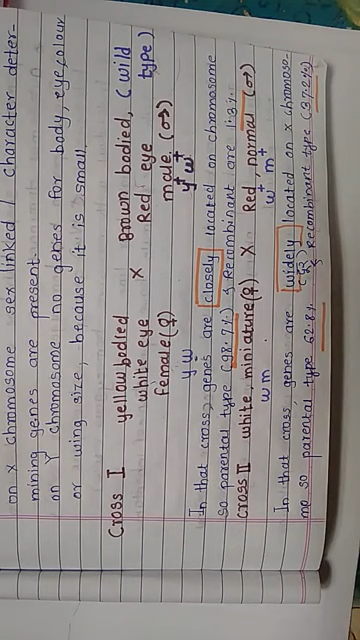 on X chromosome sex linked / character deter-
mining genes are present.
on Y chromosome no genes for body, eye colour
or wing size, because it is small.
Cross I yellow bodied X Brown bodied, (wild
white eye Red eye type)
female (♀) male (♂)
y w y+ w+
In that cross, genes are closely located on chromosome
so parental type (98.7%) & Recombinant are 1.3%
cross II white, miniature (♀) X Red, normal (♂)
w m w+ m+
In that cross, genes are widely located on x chromoso-
me so parental type 62.8% & Recombinant type (37.2%)